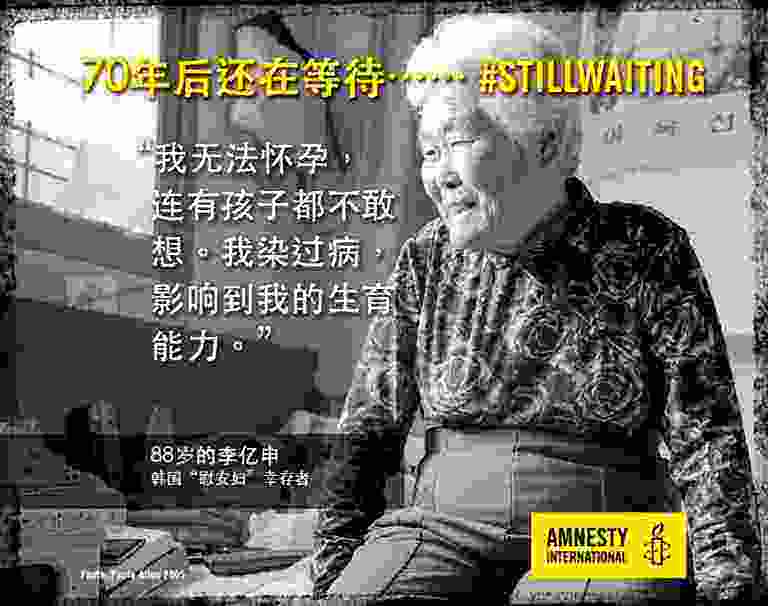 70年后还在等待…… #STILLWAITING
“我无法怀孕，
连有孩子都不敢
想。我染过病，
影响到我的生育
能力。”
88岁的李亿申
韩国“慰安妇”幸存者
AMNESTY
INTERNATIONAL